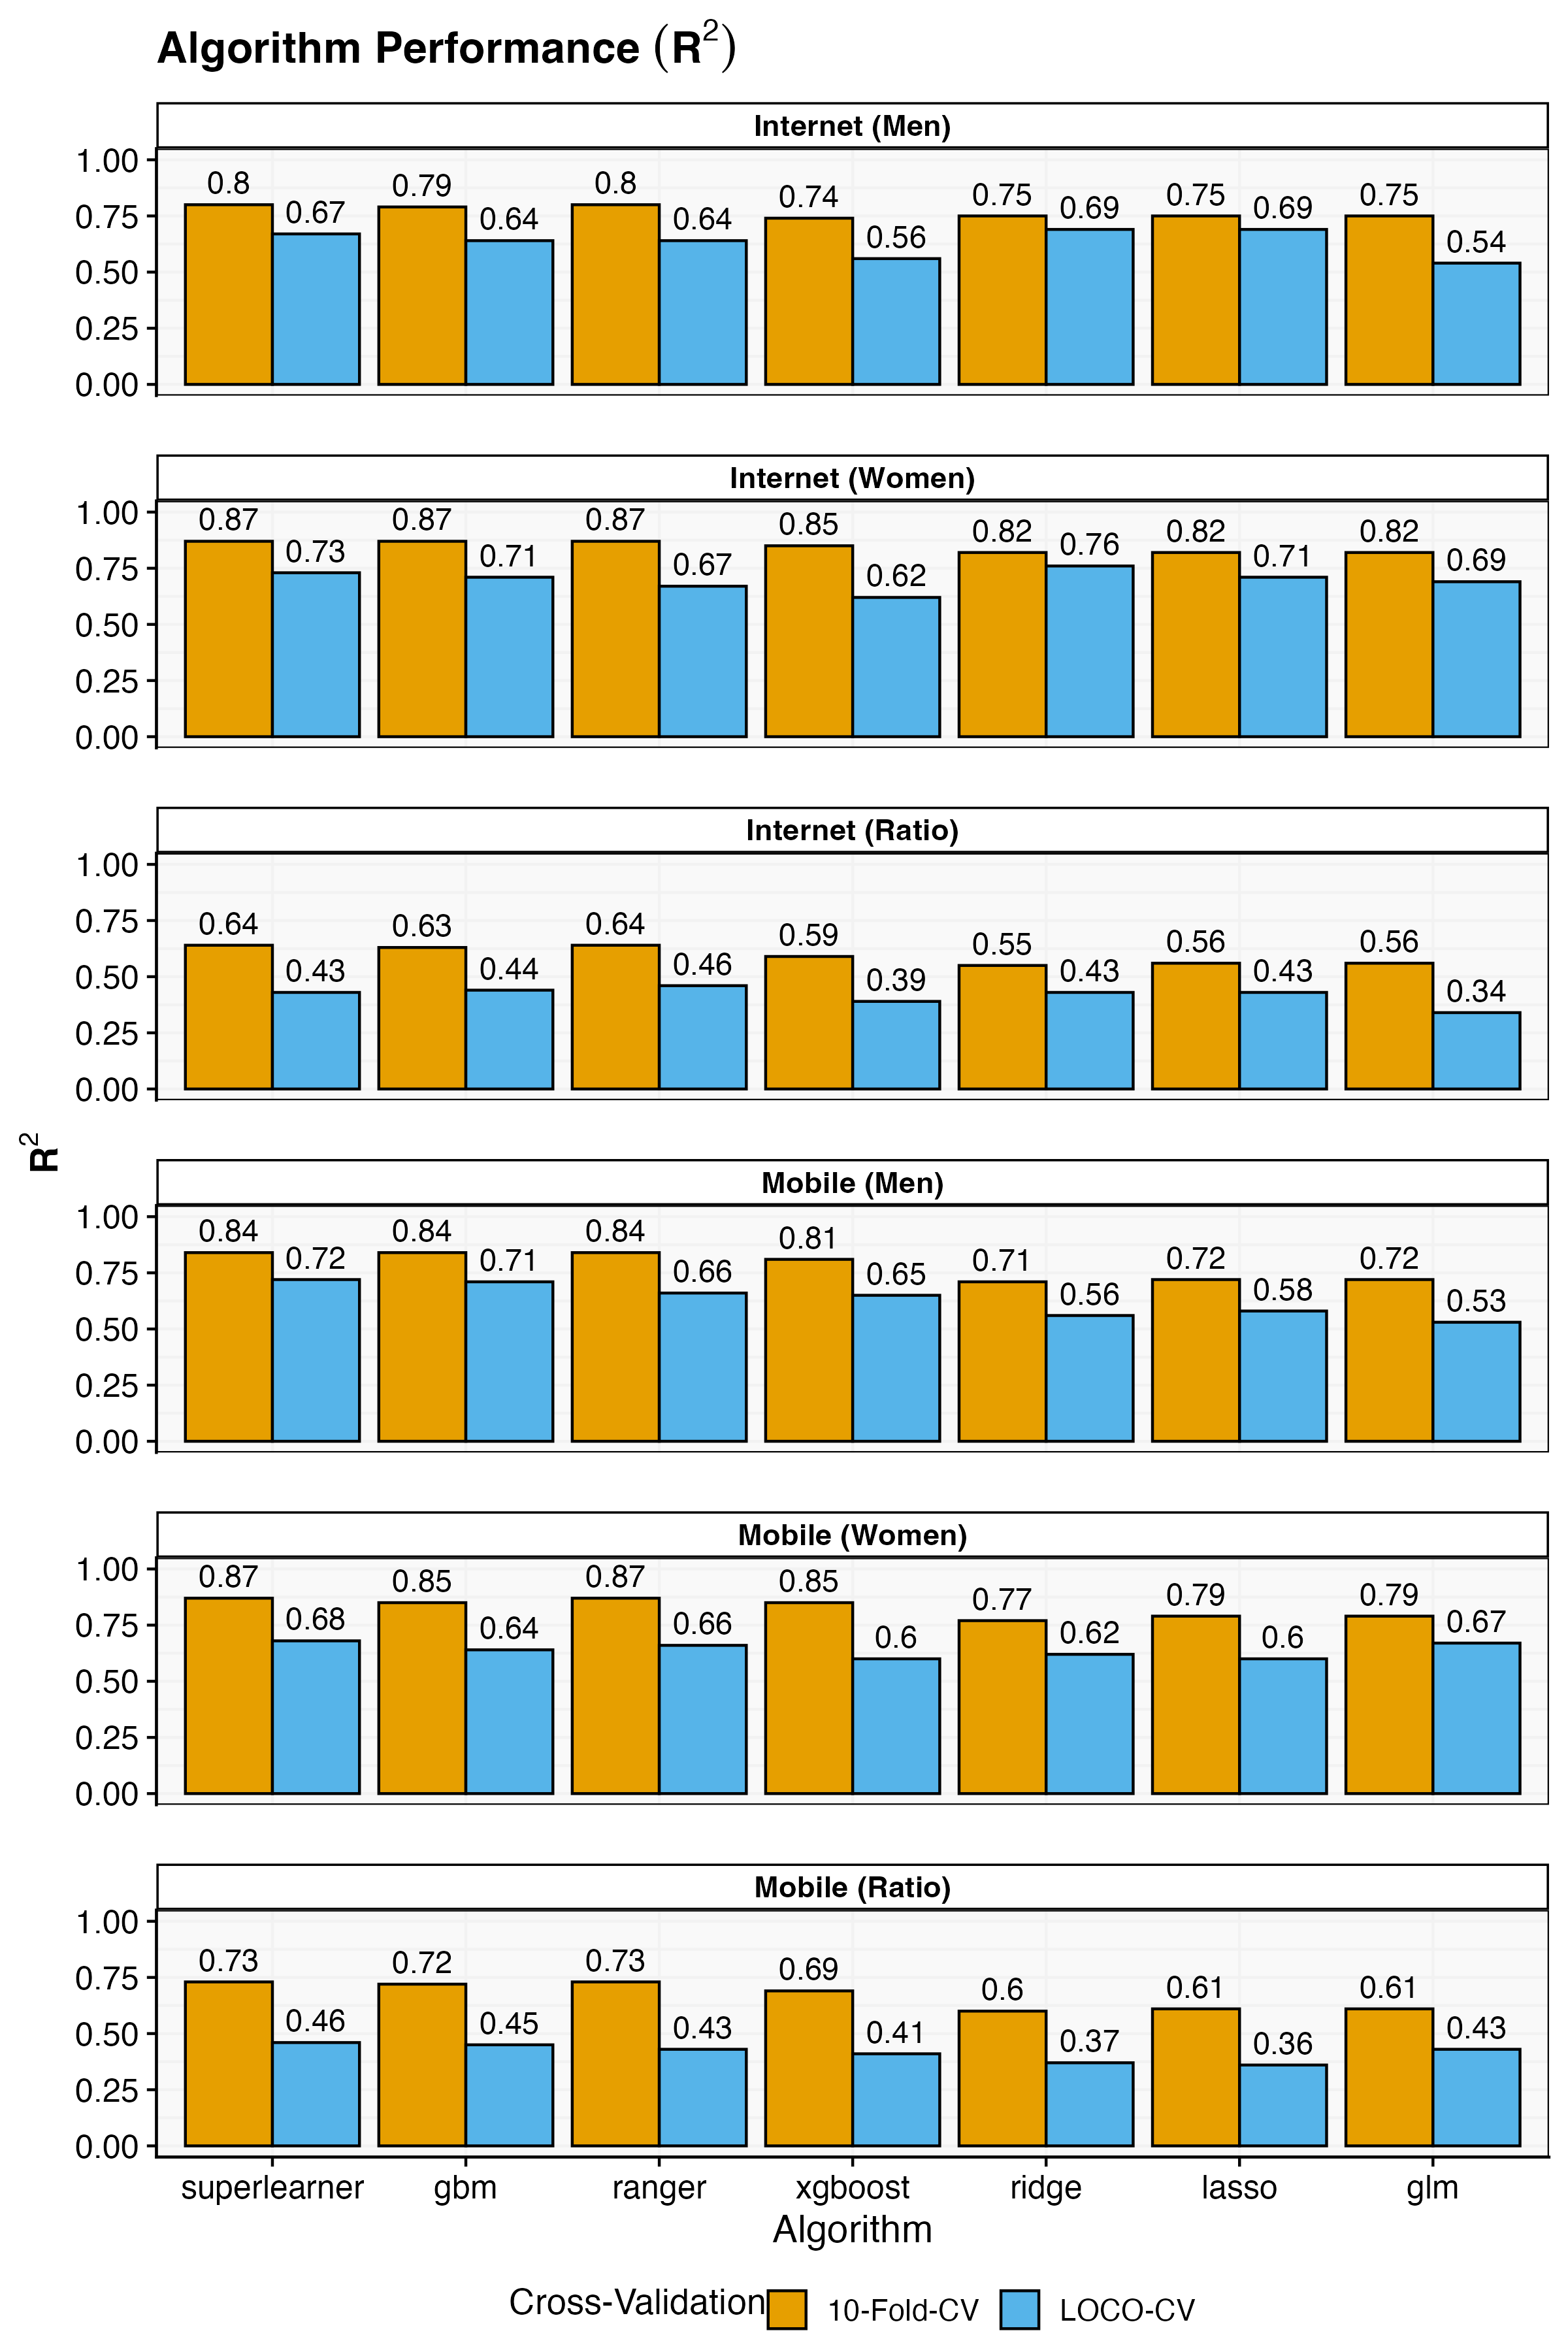 Algorithm Performance (R²)
Internet (Men)
1.00
0.75
0.50
0.25
0.00
0.8 0.67 0.79 0.64 0.8 0.64 0.74 0.56 0.75 0.69 0.75 0.69 0.75 0.54
Internet (Women)
1.00
0.75
0.50
0.25
0.00
0.87 0.73 0.87 0.71 0.87 0.67 0.85 0.62 0.82 0.76 0.82 0.71 0.82 0.69
Internet (Ratio)
1.00
0.75
0.50
0.25
0.00
0.64 0.43 0.63 0.44 0.64 0.46 0.59 0.39 0.55 0.43 0.56 0.43 0.56 0.34
R²
Mobile (Men)
1.00
0.75
0.50
0.25
0.00
0.84 0.72 0.84 0.71 0.84 0.66 0.81 0.65 0.71 0.56 0.72 0.58 0.72 0.53
Mobile (Women)
1.00
0.75
0.50
0.25
0.00
0.87 0.68 0.85 0.64 0.87 0.66 0.85 0.6 0.77 0.62 0.79 0.6 0.79 0.67
Mobile (Ratio)
1.00
0.75
0.50
0.25
0.00
0.73 0.46 0.72 0.45 0.73 0.43 0.69 0.41 0.6 0.37 0.61 0.36 0.61 0.43
superlearner gbm ranger xgboost ridge lasso glm
Algorithm
Cross-Validation 10-Fold-CV LOCO-CV